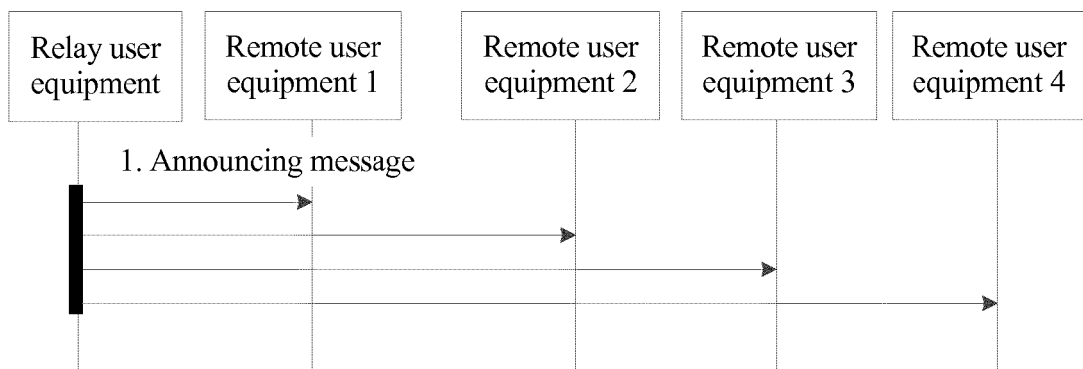 Relay user
equipment
Remote user
equipment 1
Remote user
equipment 2
Remote user
equipment 3
Remote user
equipment 4
1. Announcing message